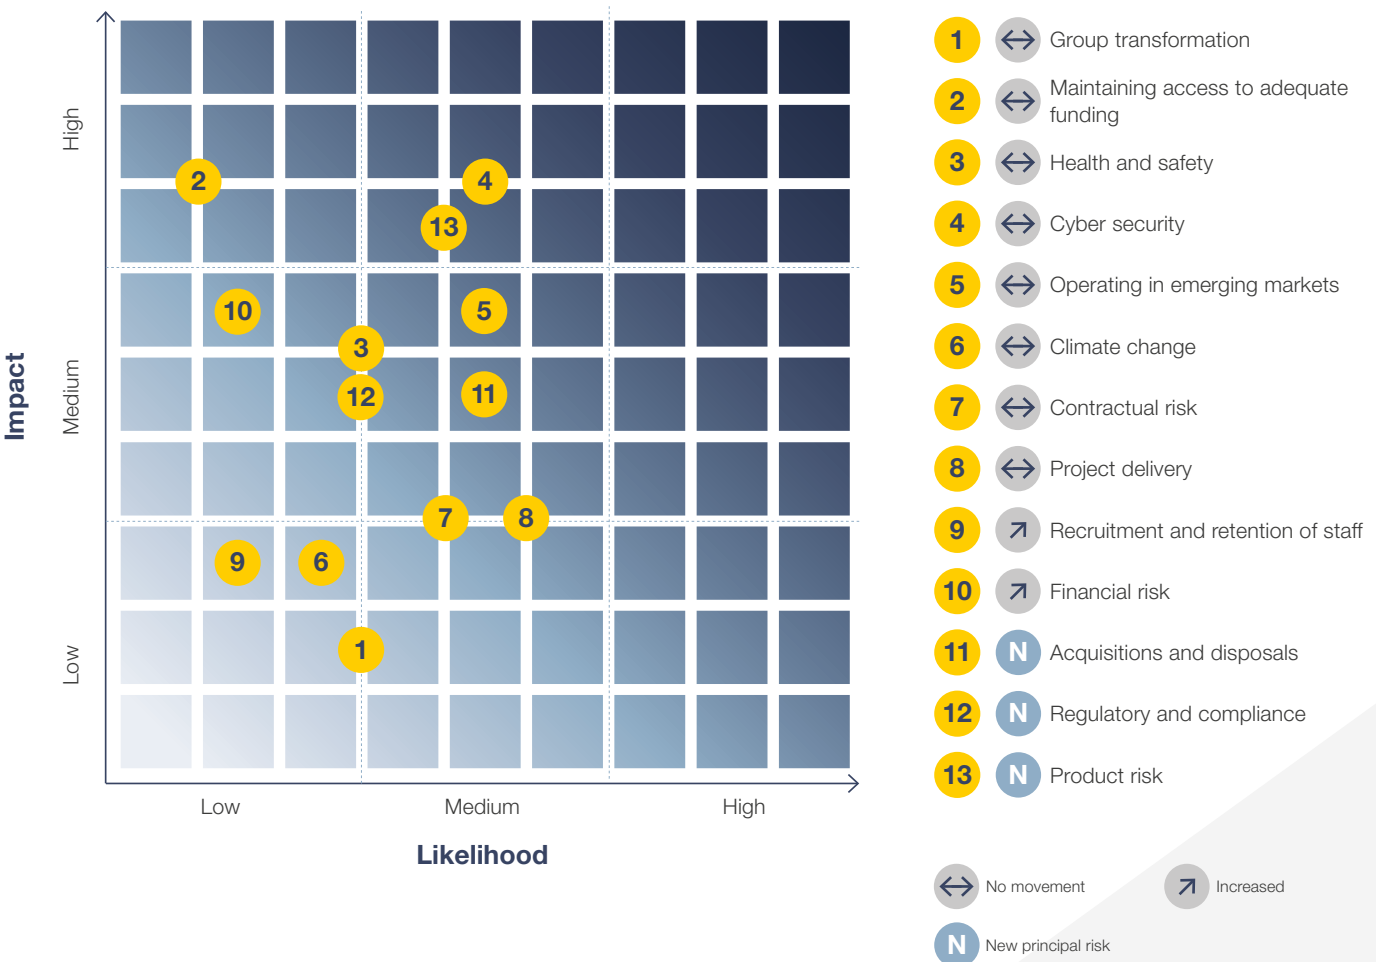 Impact
High
Medium
Low
2
4
13
10
5
3
12
11
7
8
9
6
1
Low
Medium
High
Likelihood
1 Group transformation
2 Maintaining access to adequate
funding
3 Health and safety
4 Cyber security
5 Operating in emerging markets
6 Climate change
7 Contractual risk
8 Project delivery
9 Recruitment and retention of staff
10 Financial risk
11 N Acquisitions and disposals
12 N Regulatory and compliance
13 N Product risk
No movement
Increased
N New principal risk